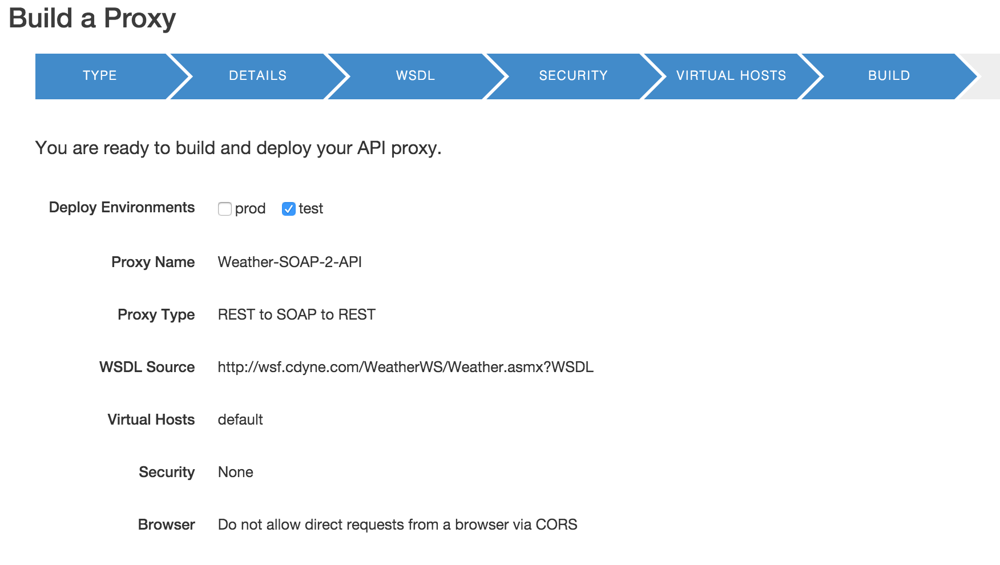 Build a Proxy
TYPE DETAILS WSDL SECURITY VIRTUAL HOSTS BUILD
You are ready to build and deploy your API proxy.
Deploy Environments prod test
Proxy Name Weather-SOAP-2-API
Proxy Type REST to SOAP to REST
WSDL Source http://wsf.cdyne.com/WeatherWS/Weather.asmx?WSDL
Virtual Hosts default
Security None
Browser Do not allow direct requests from a browser via CORS